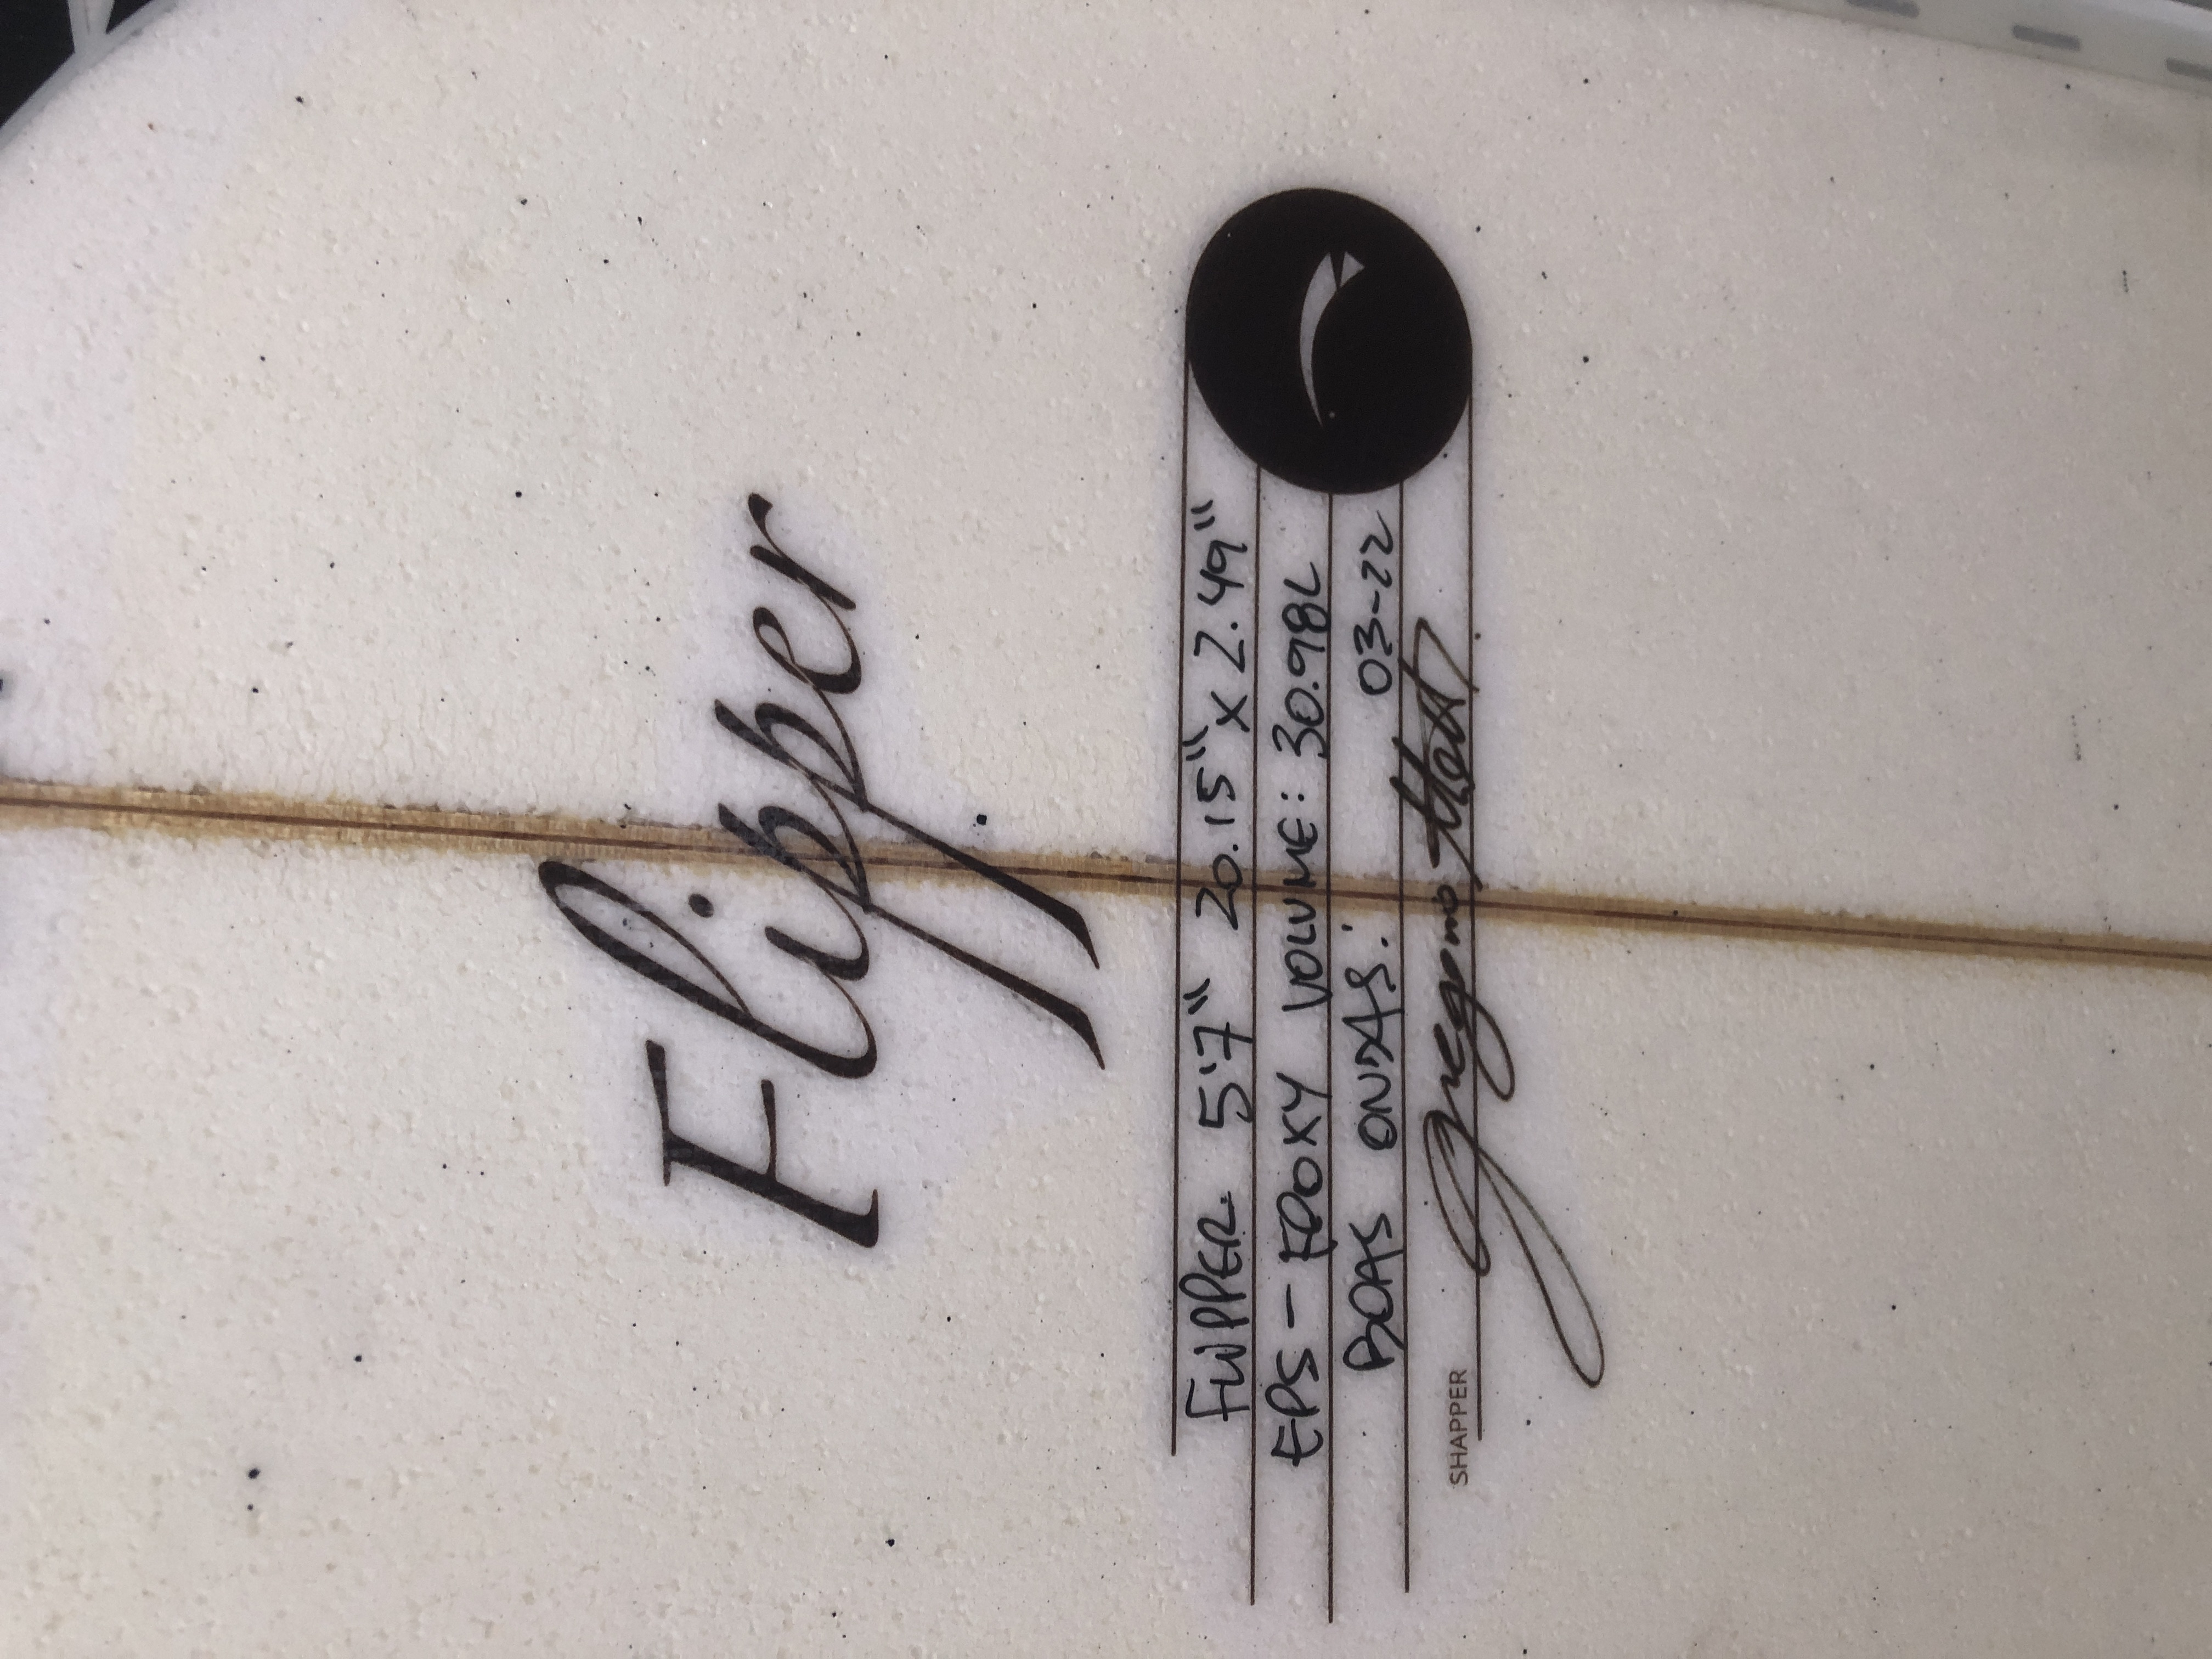 Flipper
FLIPPER 5'7" 20.15" x 2.49"
EPS - EPOXY VOLUME: 30.98L
BOAS ONDAS! 03-22
SHAPPER